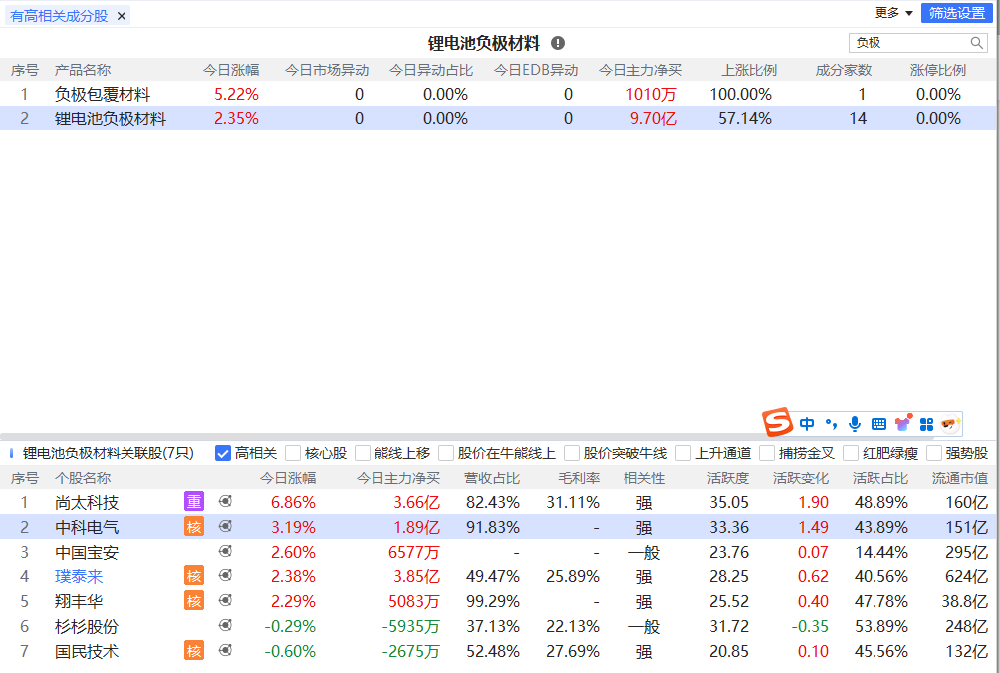 有高相关成分股 × 更多 筛选设置
锂电池负极材料 负极
序号 产品名称 今日涨幅 今日市场异动 今日异动占比 今日EDB异动 今日主力净买 上涨比例 成分家数 涨停比例
1 负极包覆材料 5.22% 0 0.00% 0 1010万 100.00% 1 0.00%
2 锂电池负极材料 2.35% 0 0.00% 0 9.70亿 57.14% 14 0.00%
S 中
锂电池负极材料关联股(7只) 高相关 核心股 熊线上移 股价在牛熊线上 股价突破牛线 上升通道 捕捞金叉 红肥绿瘦 强势股
序号 个股名称 今日涨幅 今日主力净买 营收占比 毛利率 相关性 活跃度 活跃变化 活跃占比 流通市值
1 尚太科技 重 6.86% 3.66亿 82.43% 31.11% 强 35.05 1.90 48.89% 160亿
2 中科电气 核 3.19% 1.89亿 91.83% - 强 33.36 1.49 43.89% 151亿
3 中国宝安 2.60% 6577万 - - 一般 23.76 0.07 14.44% 295亿
4 璞泰来 核 2.38% 3.85亿 49.47% 25.89% 强 28.25 0.62 40.56% 624亿
5 翔丰华 核 2.29% 5083万 99.29% - 强 25.52 0.40 47.78% 38.8亿
6 杉杉股份 -0.29% -5935万 37.13% 22.13% 一般 31.72 -0.35 53.89% 248亿
7 国民技术 核 -0.60% -2675万 52.48% 27.69% 强 20.85 0.10 45.56% 132亿